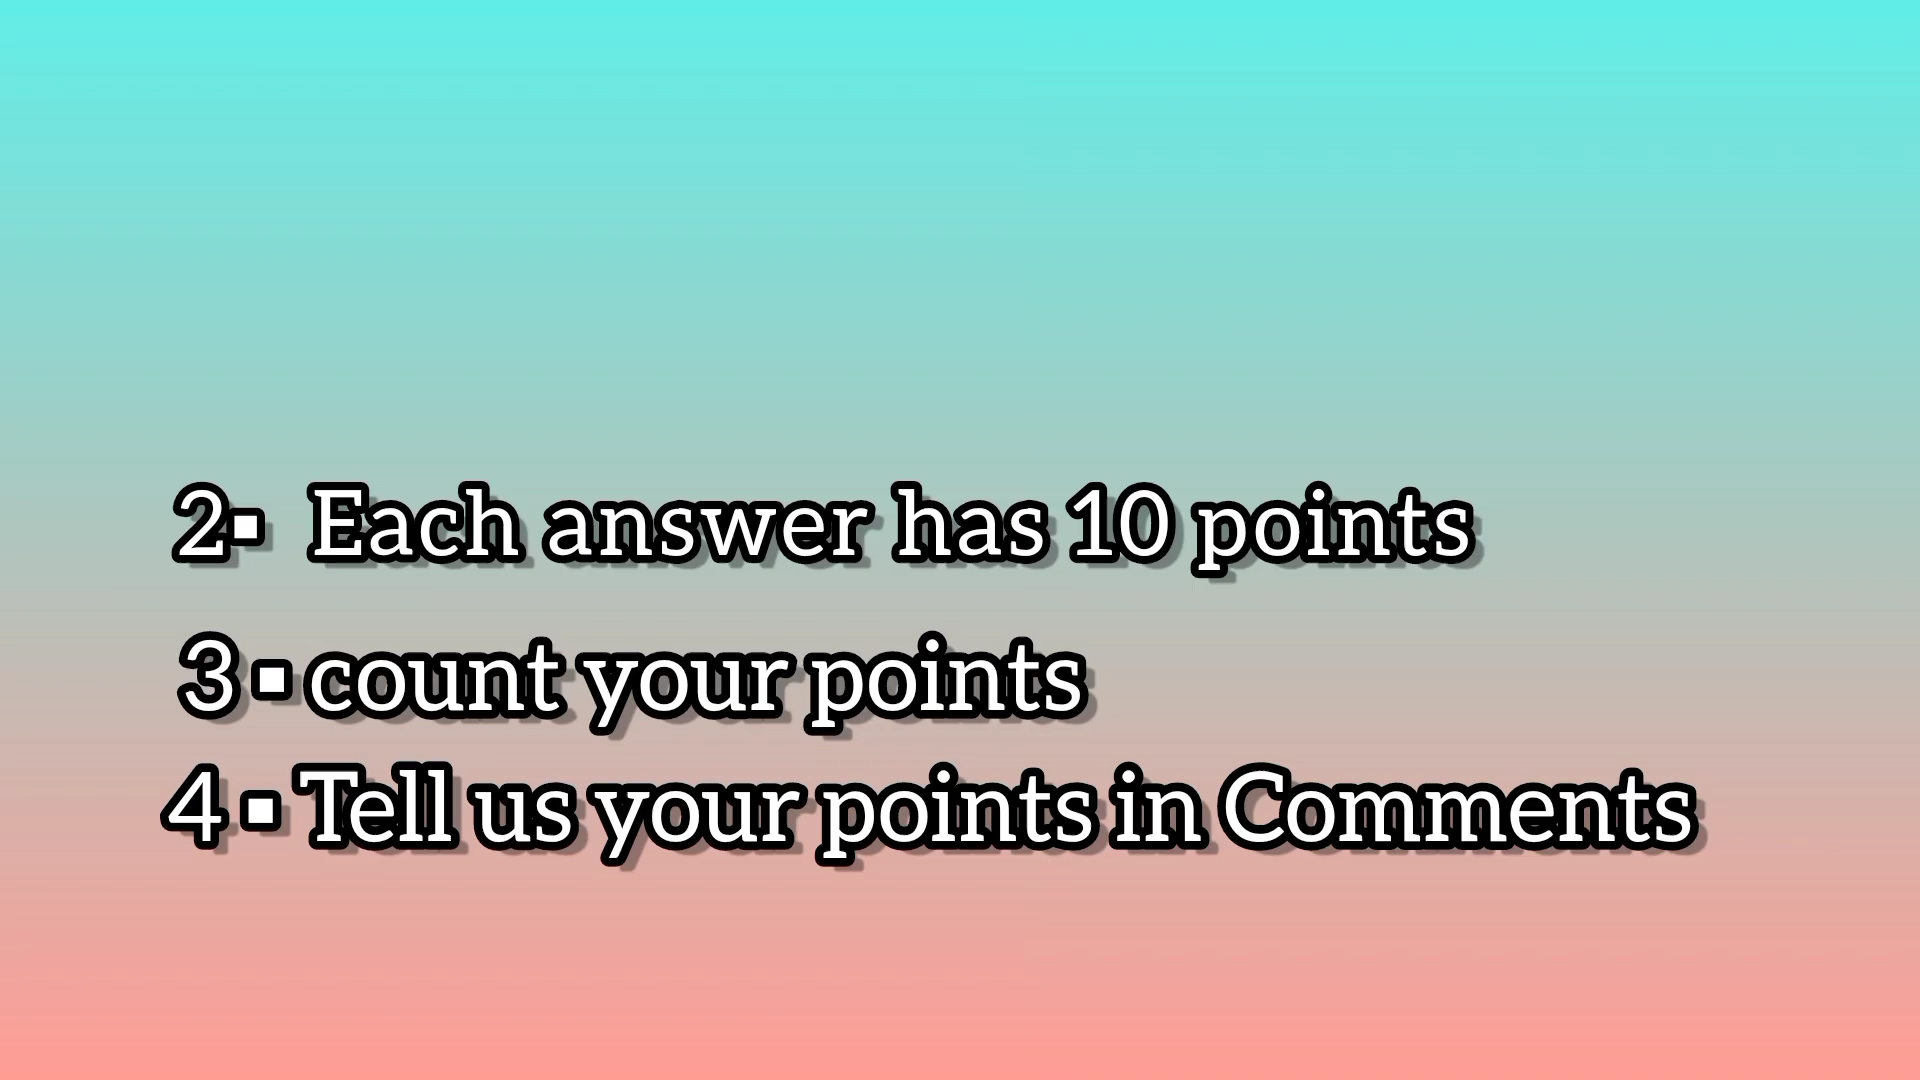 2▪ Each answer has 10 points
3▪count your points
4▪Tell us your points in Comments